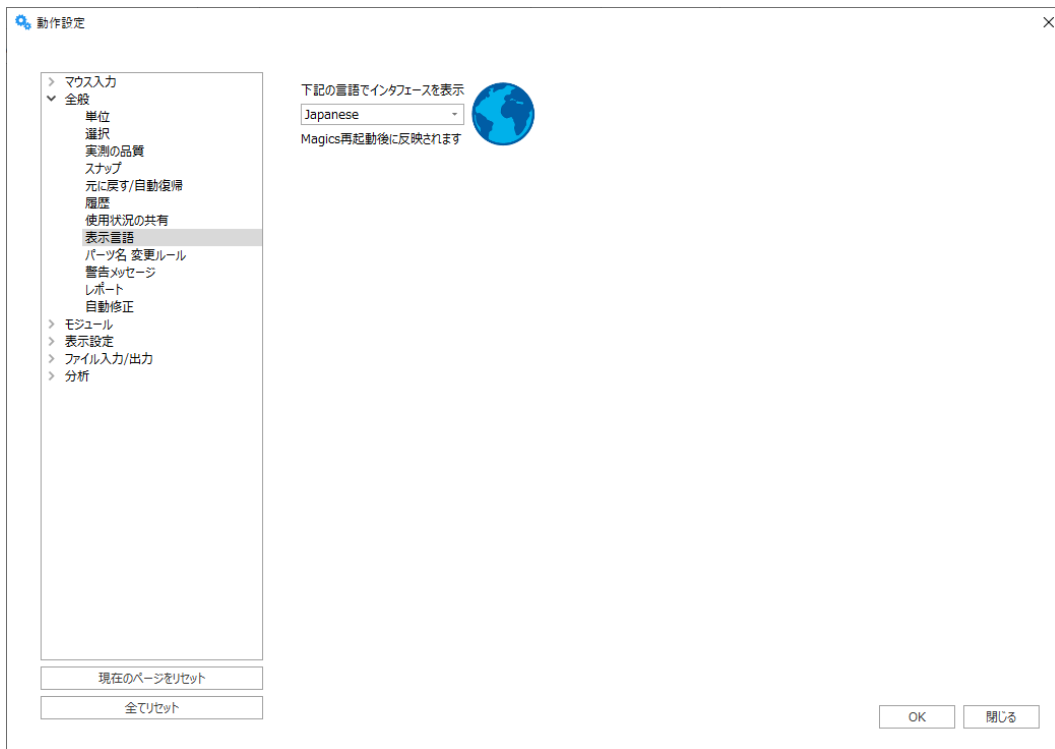 動作設定
マウス入力
全般
単位
選択
実測の品質
スナップ
元に戻す/自動復帰
履歴
使用状況の共有
表示言語
パーツ名 変更ルール
警告メッセージ
レポート
自動修正
モジュール
表示設定
ファイル入力/出力
分析
下記の言語でインタフェースを表示
Japanese
Magics再起動後に反映されます
現在のページをリセット
全てリセット
OK
閉じる